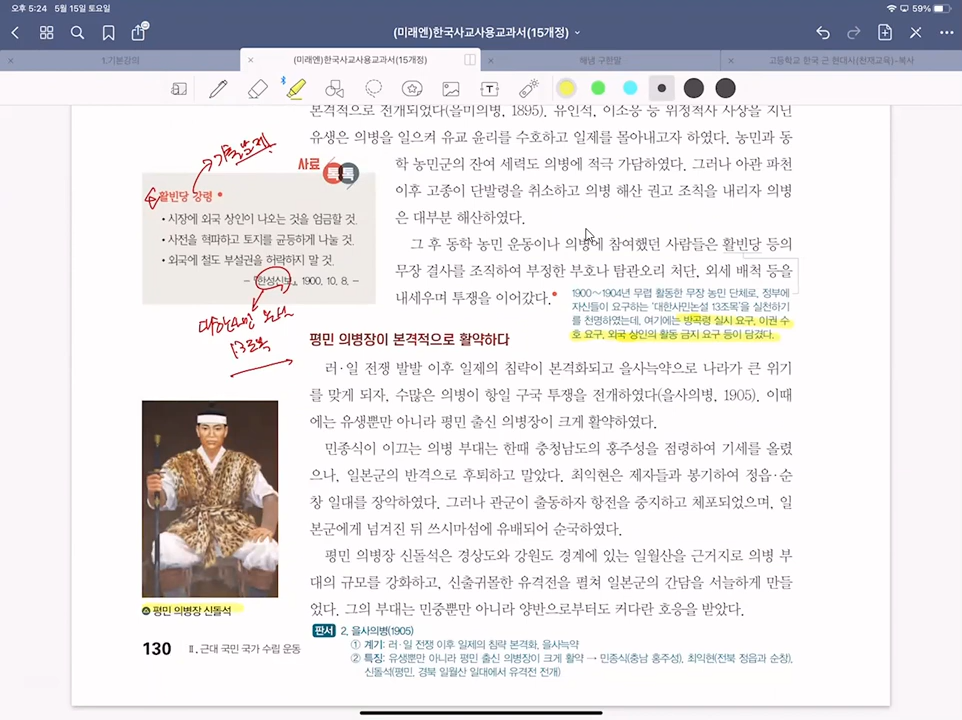 오후 5:24 5월 15일 토요일
59%
(미래엔)한국사교사용교과서(15개정)
1.기본강의
(미래엔)한국사교사용교과서(15개정)
해냄 구한말
고등학교 한국 근 현대사(천재교육)-복사
본격적으로 전개되었다(을미의병, 1895). 유인석, 이소응 등 위정척사 사상을 지닌
유생은 의병을 일으켜 유교 윤리를 수호하고 일제를 몰아내고자 하였다. 농민과 동
학 농민군의 잔여 세력도 의병에 적극 가담하였다. 그러나 아관 파천
이후 고종이 단발령을 취소하고 의병 해산 권고 조칙을 내리자 의병
은 대부분 해산하였다.
그 후 동학 농민 운동이나 의병에 참여했던 사람들은 활빈당 등의
무장 결사를 조직하여 부정한 부호나 탐관오리 처단, 외세 배척 등을
내세우며 투쟁을 이어갔다.
1900~1904년 무렵 활동한 무장 농민 단체로, 정부에
자신들이 요구하는 '대한사민논설 13조목'을 실천하기
를 천명하였는데, 여기에는 방곡령 실시 요구, 이권 수
호 요구, 외국 상인의 활동 금지 요구 등이 담겼다.
기출문제
사료 톡톡
활빈당 강령
• 시장에 외국 상인이 나오는 것을 엄금할 것.
• 사전을 혁파하고 토지를 균등하게 나눌 것.
• 외국에 철도 부설권을 허락하지 말 것.
- 『한성신보』, 1900. 10. 8. -
대한사민 논설
13조목
평민 의병장이 본격적으로 활약하다
러·일 전쟁 발발 이후 일제의 침략이 본격화되고 을사늑약으로 나라가 큰 위기
를 맞게 되자, 수많은 의병이 항일 구국 투쟁을 전개하였다(을사의병, 1905). 이때
에는 유생뿐만 아니라 평민 출신 의병장이 크게 활약하였다.
민종식이 이끄는 의병 부대는 한때 충청남도의 홍주성을 점령하여 기세를 올렸
으나, 일본군의 반격으로 후퇴하고 말았다. 최익현은 제자들과 봉기하여 정읍·순
창 일대를 장악하였다. 그러나 관군이 출동하자 항전을 중지하고 체포되었으며, 일
본군에게 넘겨진 뒤 쓰시마섬에 유배되어 순국하였다.
평민 의병장 신돌석은 경상도와 강원도 경계에 있는 일월산을 근거지로 의병 부
대의 규모를 강화하고, 신출귀몰한 유격전을 펼쳐 일본군의 간담을 서늘하게 만들
었다. 그의 부대는 민중뿐만 아니라 양반으로부터도 커다란 호응을 받았다.
평민 의병장 신돌석
판서 2. 을사의병(1905)
① 계기: 러·일 전쟁 이후 일제의 침략 본격화, 을사늑약
② 특징: 유생뿐만 아니라 평민 출신 의병장이 크게 활약 → 민종식(충남 홍주성), 최익현(전북 정읍과 순창),
신돌석(평민, 경북 일월산 일대에서 유격전 전개)
130 Ⅱ. 근대 국민 국가 수립 운동